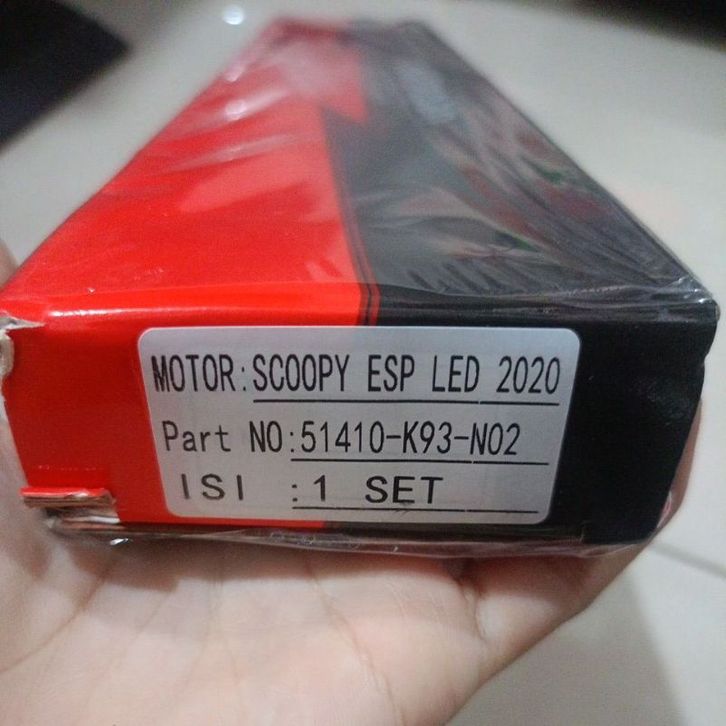 MOTOR:SCOOPY ESP LED 2020
Part NO:51410-K93-N02
ISI :1 SET